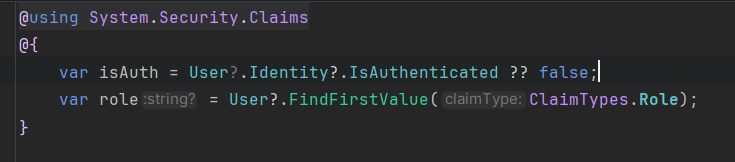 @using System.Security.Claims
@{
var isAuth = User?.Identity?.IsAuthenticated ?? false;
var role :string? = User?.FindFirstValue( claimType: ClaimTypes.Role);
}